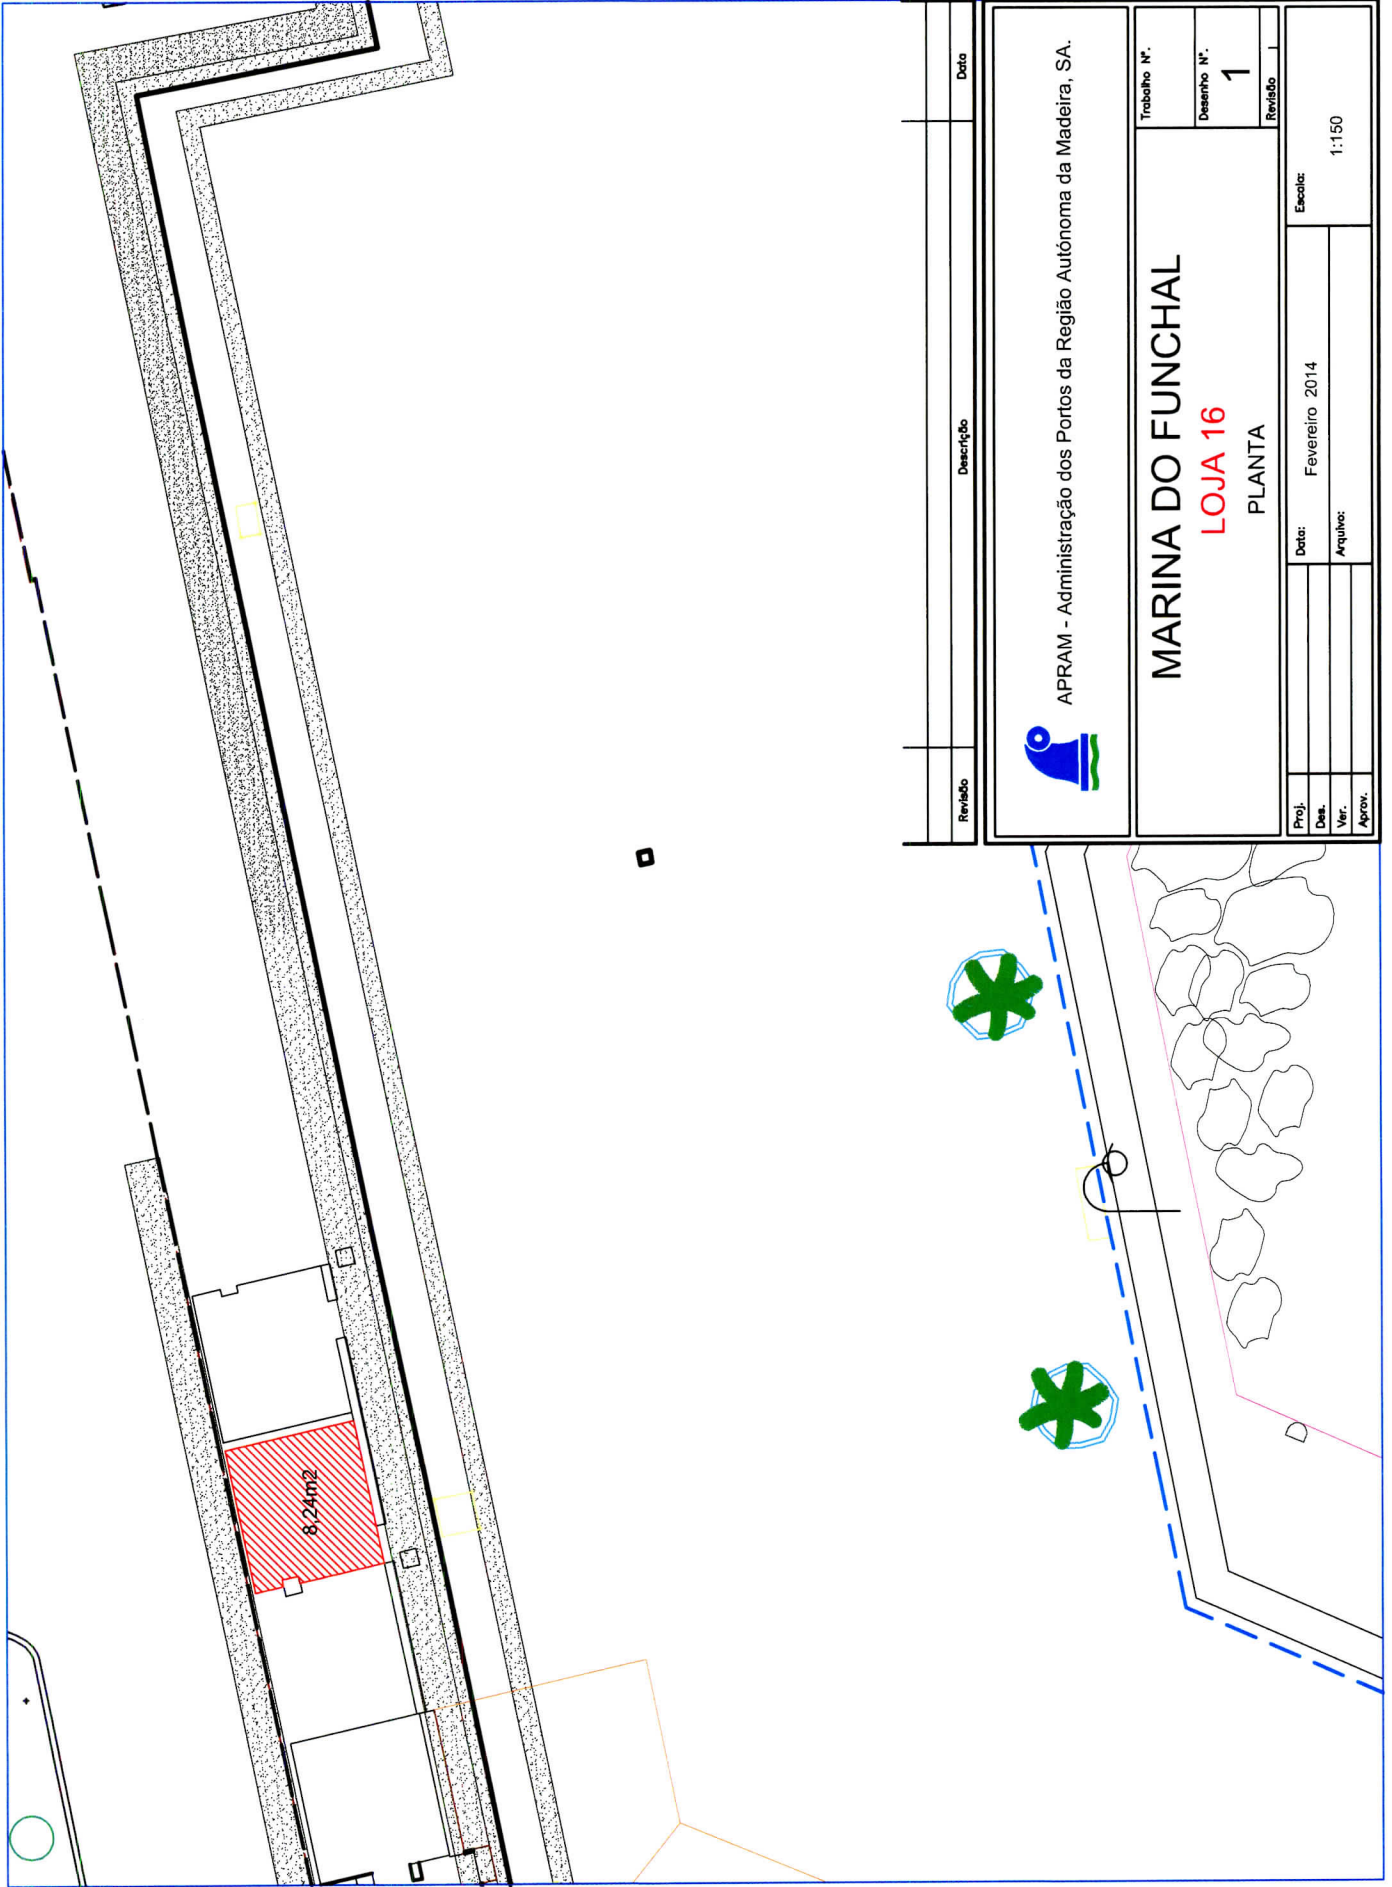 8,24m2
D
Revisão
Descrição
Data
APRAM - Administração dos Portos da Região Autónoma da Madeira, SA.
MARINA DO FUNCHAL
LOJA 16
PLANTA
Trabalho Nº.
Desenho Nº.
1
Revisão
Proj.
Des.
Ver.
Aprov.
Data:
Fevereiro 2014
Arquivo:
Escala:
1:150